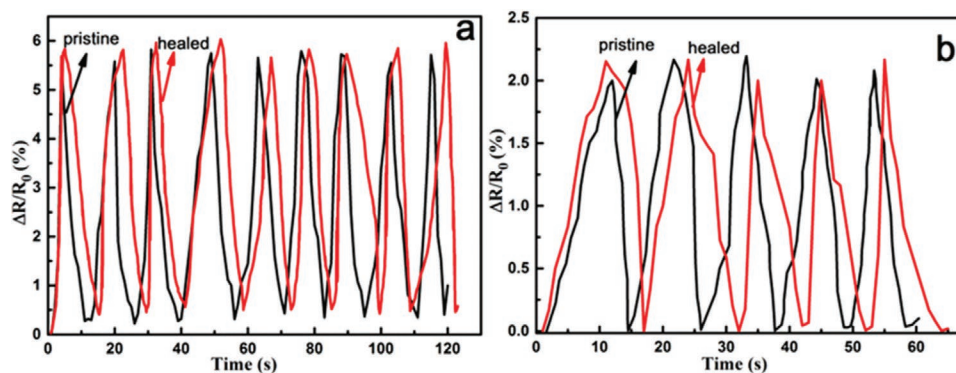 a
pristine
healed
ΔR/R0 (%)
6
5
4
3
2
1
0
0 20 40 60 80 100 120
Time (s)
b
pristine
healed
ΔR/R0 (%)
2.5
2.0
1.5
1.0
0.5
0.0
0 10 20 30 40 50 60
Time (s)